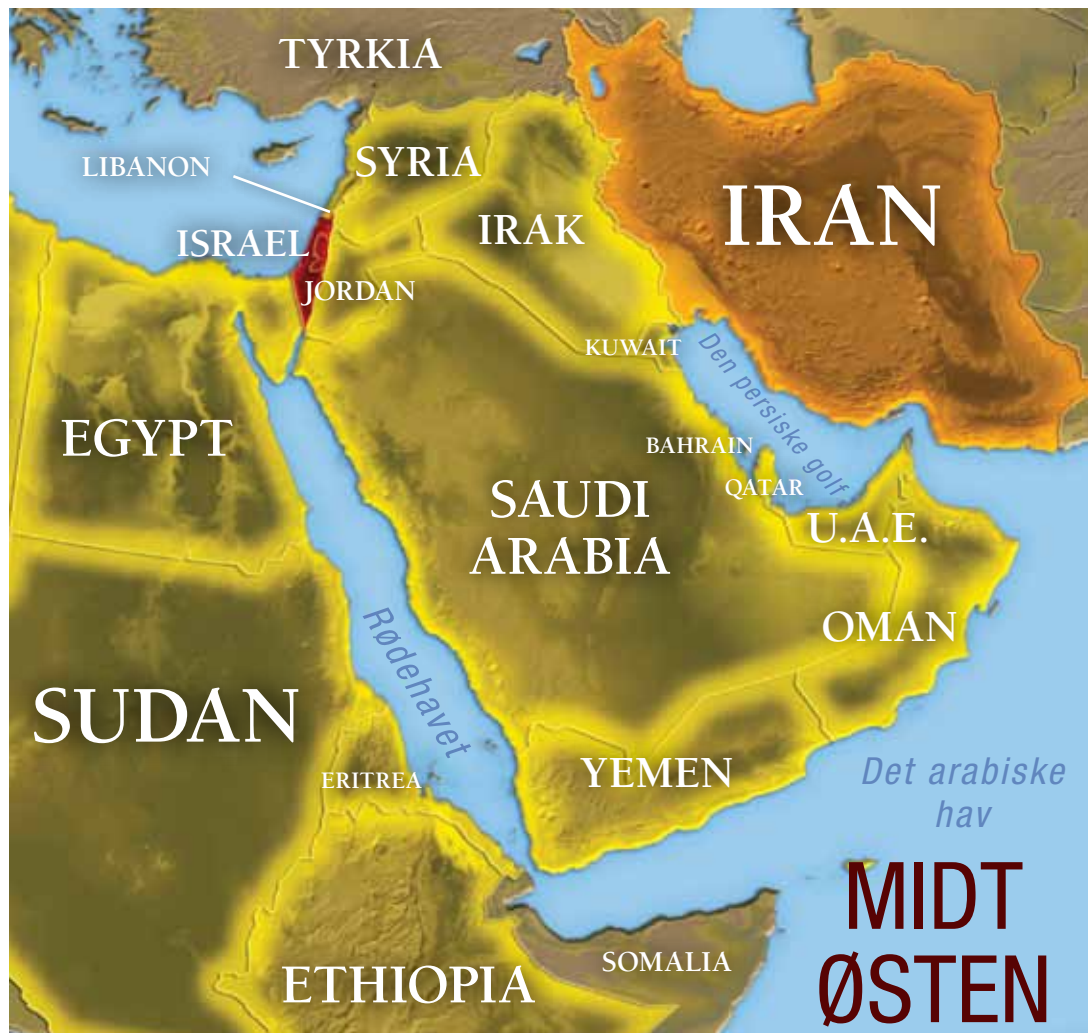 TYRKIA
LIBANON
SYRIA
ISRAEL
IRAK
IRAN
JORDAN
KUWAIT
Den persiske golf
EGYPT
BAHRAIN
QATAR
SAUDI
ARABIA
U.A.E.
OMAN
Rødehavet
SUDAN
YEMEN
ERITREA
Det arabiske
hav
SOMALIA
ETHIOPIA
MIDT
ØSTEN